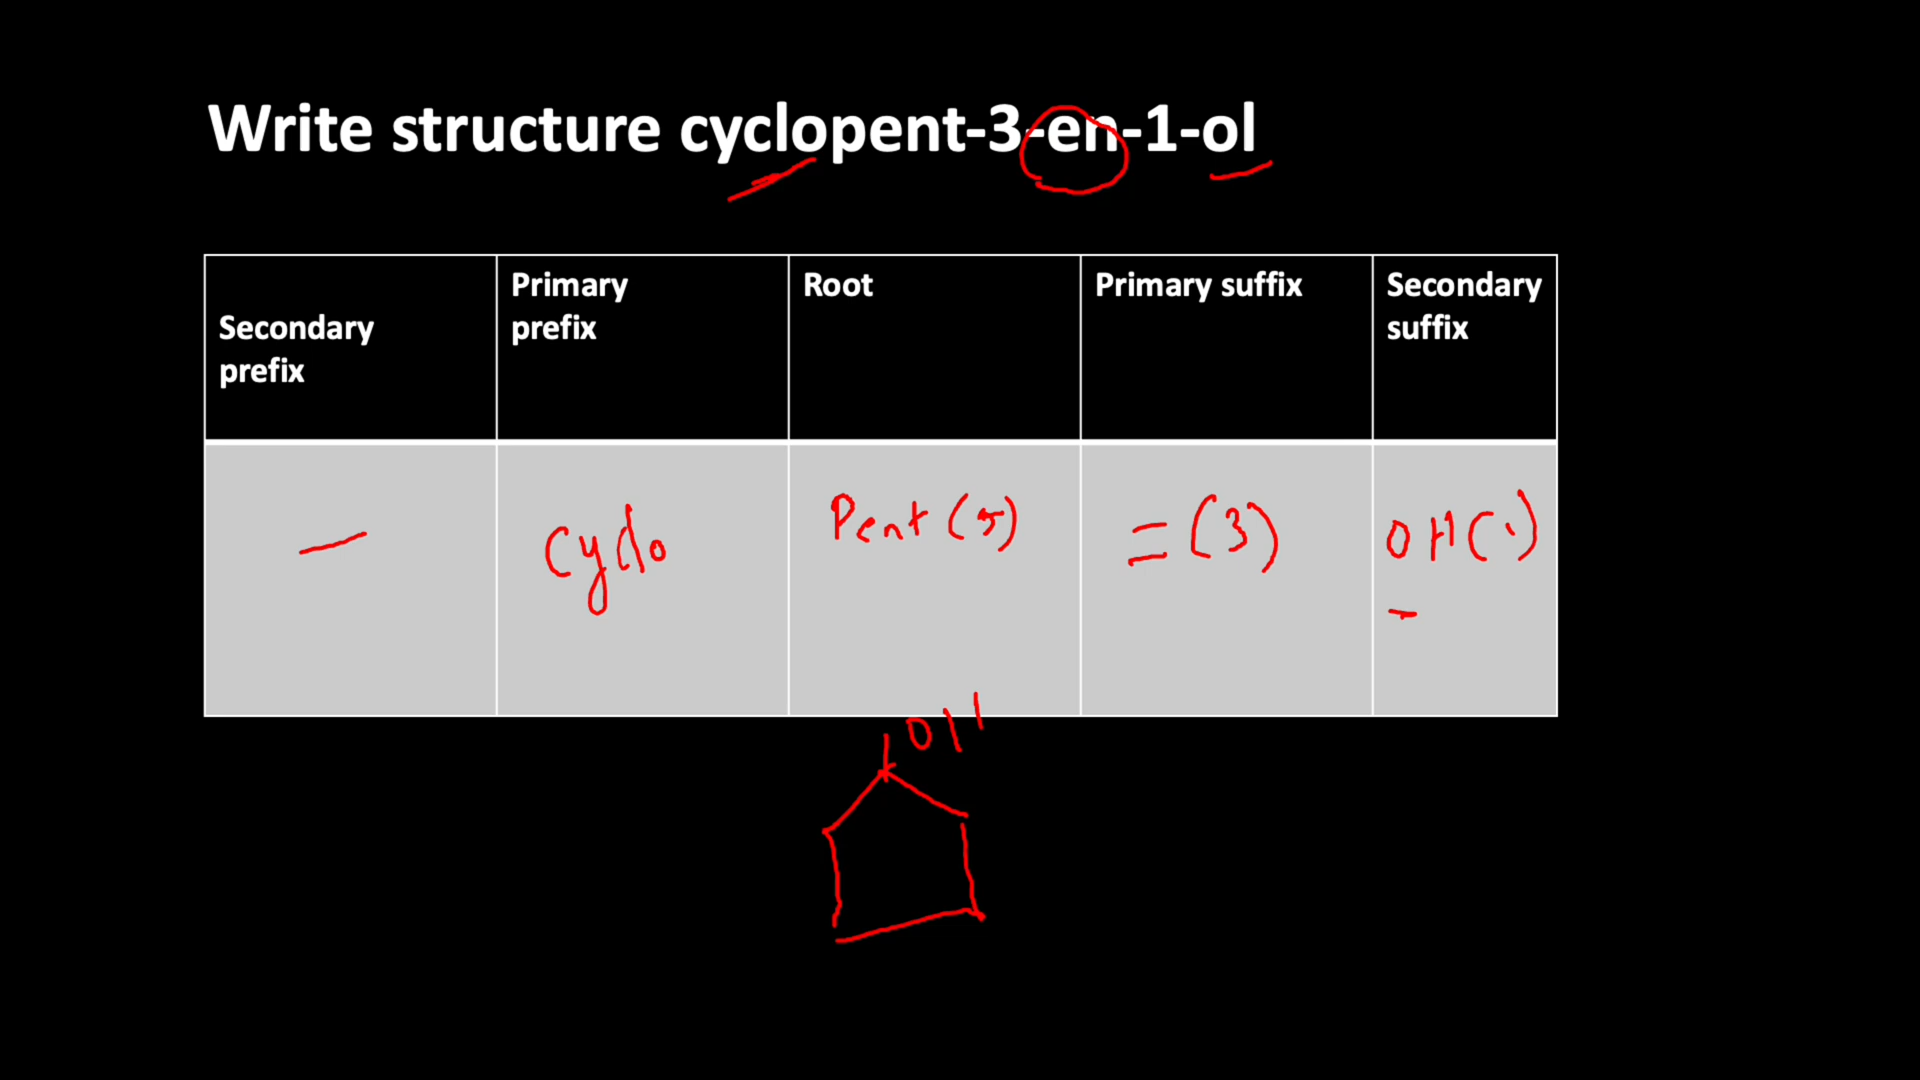 Write structure cyclopent-3-en-1-ol
Secondary prefix
Primary prefix
Root
Primary suffix
Secondary suffix
—
Cyclo
Pent (5)
= (3)
OH (1)
OH